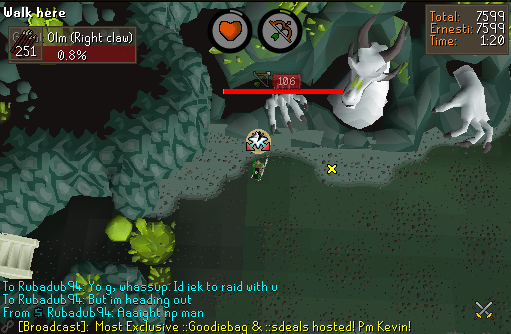 Walk here
Olm (Right claw)
251
0.8%
Total: 7599
Ernesti: 7599
Time: 1:20
106
To Rubadub94: Yo g, whassup: Id iek to raid with u
To Rubadub94: But im heading out
From S Rubadub94: Aaaight np man
[Broadcast]: Most Exclusive ::Goodiebag & ::sdeals hosted! Pm Kevin!